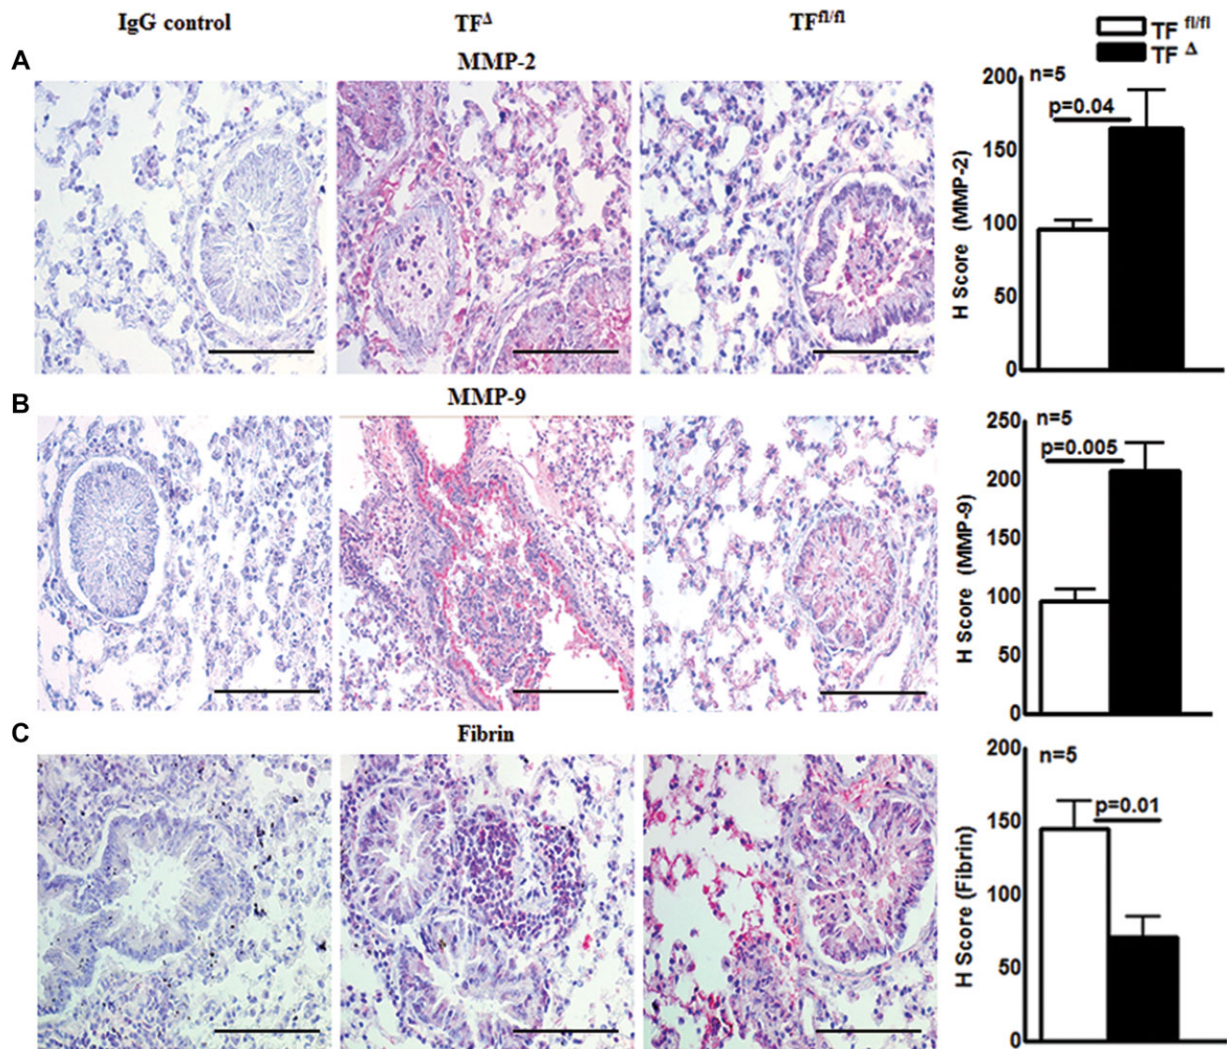 IgG control TF^Δ TF^fl/fl
TF fl/fl
TF Δ
A MMP-2
n=5
p=0.04
200
150
100
50
0
H Score (MMP-2)
B MMP-9
n=5
p=0.005
250
200
150
100
50
0
H Score (MMP-9)
C Fibrin
n=5
p=0.01
200
150
100
50
0
H Score (Fibrin)